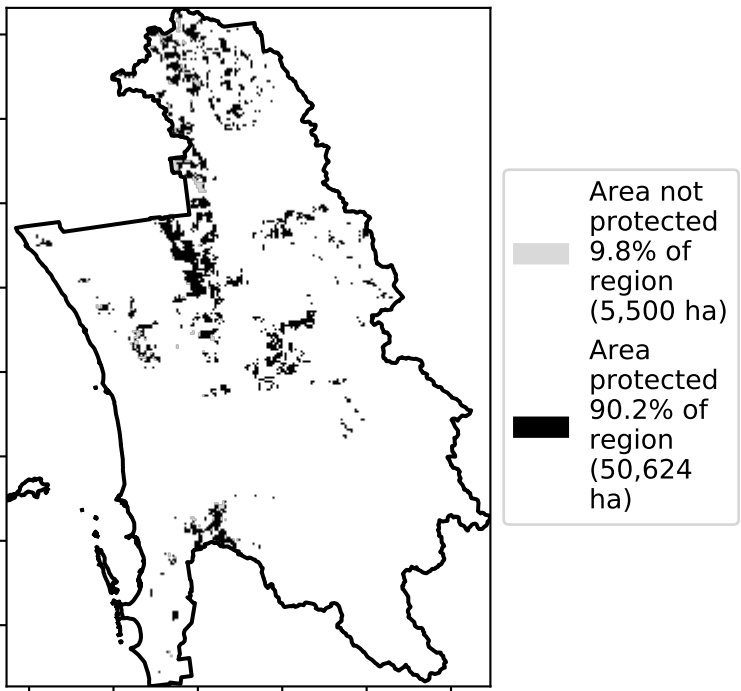 Area not
protected
9.8% of
region
(5,500 ha)
Area
protected
90.2% of
region
(50,624
ha)